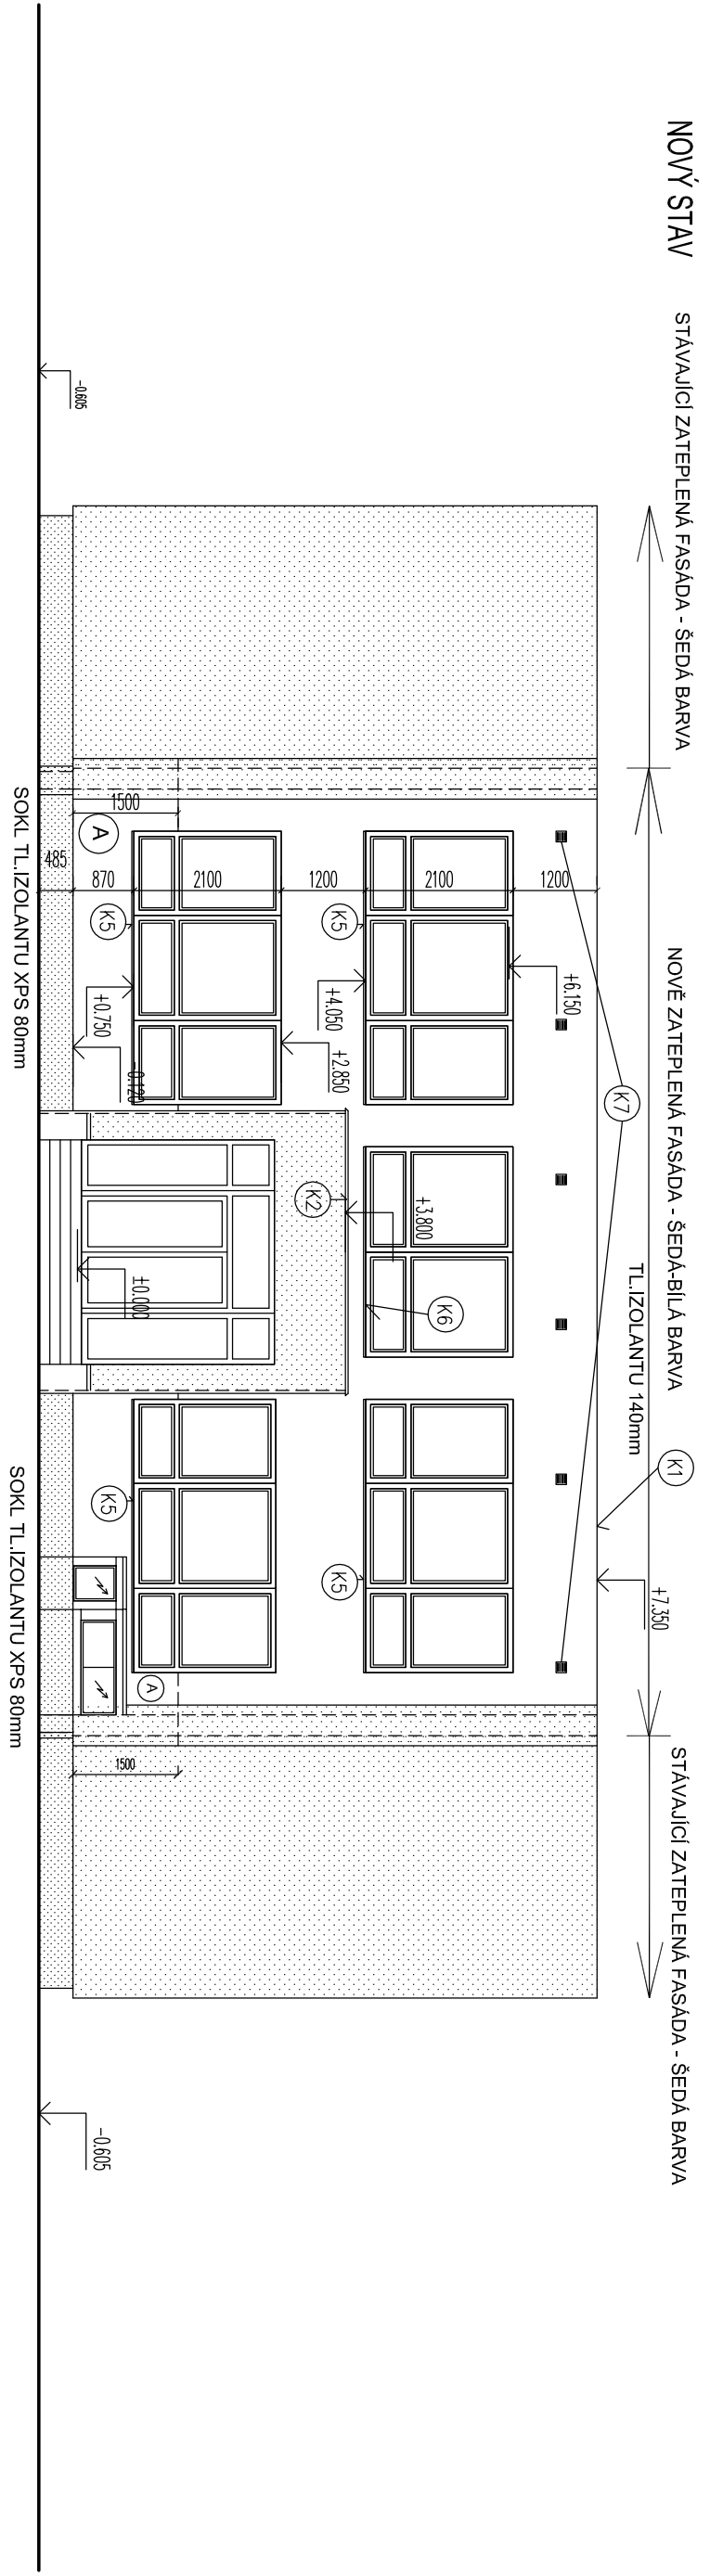 NOVÝ STAV
STÁVAJÍCÍ ZATEPLENÁ FASÁDA - ŠEDÁ BARVA
NOVĚ ZATEPLENÁ FASÁDA - ŠEDÁ-BÍLÁ BARVA
STÁVAJÍCÍ ZATEPLENÁ FASÁDA - ŠEDÁ BARVA
TL.IZOLANTU 140mm
K1
+7.350
K7
1200
+6.150
2100
K5
+4.050
K6
K5
+3.800
K2
1200
+2.850
2100
870
485
1500
A
K5
+0.750
-0.120
±0.000
K5
A
1500
-0.605
-0.605
SOKL TL.IZOLANTU XPS 80mm
SOKL TL.IZOLANTU XPS 80mm